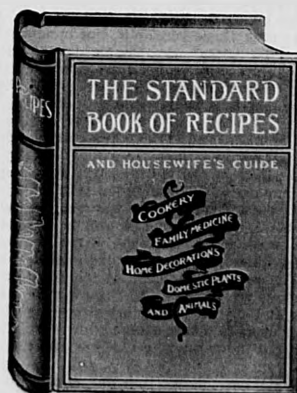 RECIPES
THE STANDARD
BOOK OF RECIPES
AND HOUSEWIFE'S GUIDE
COOKERY
FAMILY MEDICINE
HOME DECORATIONS
DOMESTIC PLANTS
AND ANIMALS